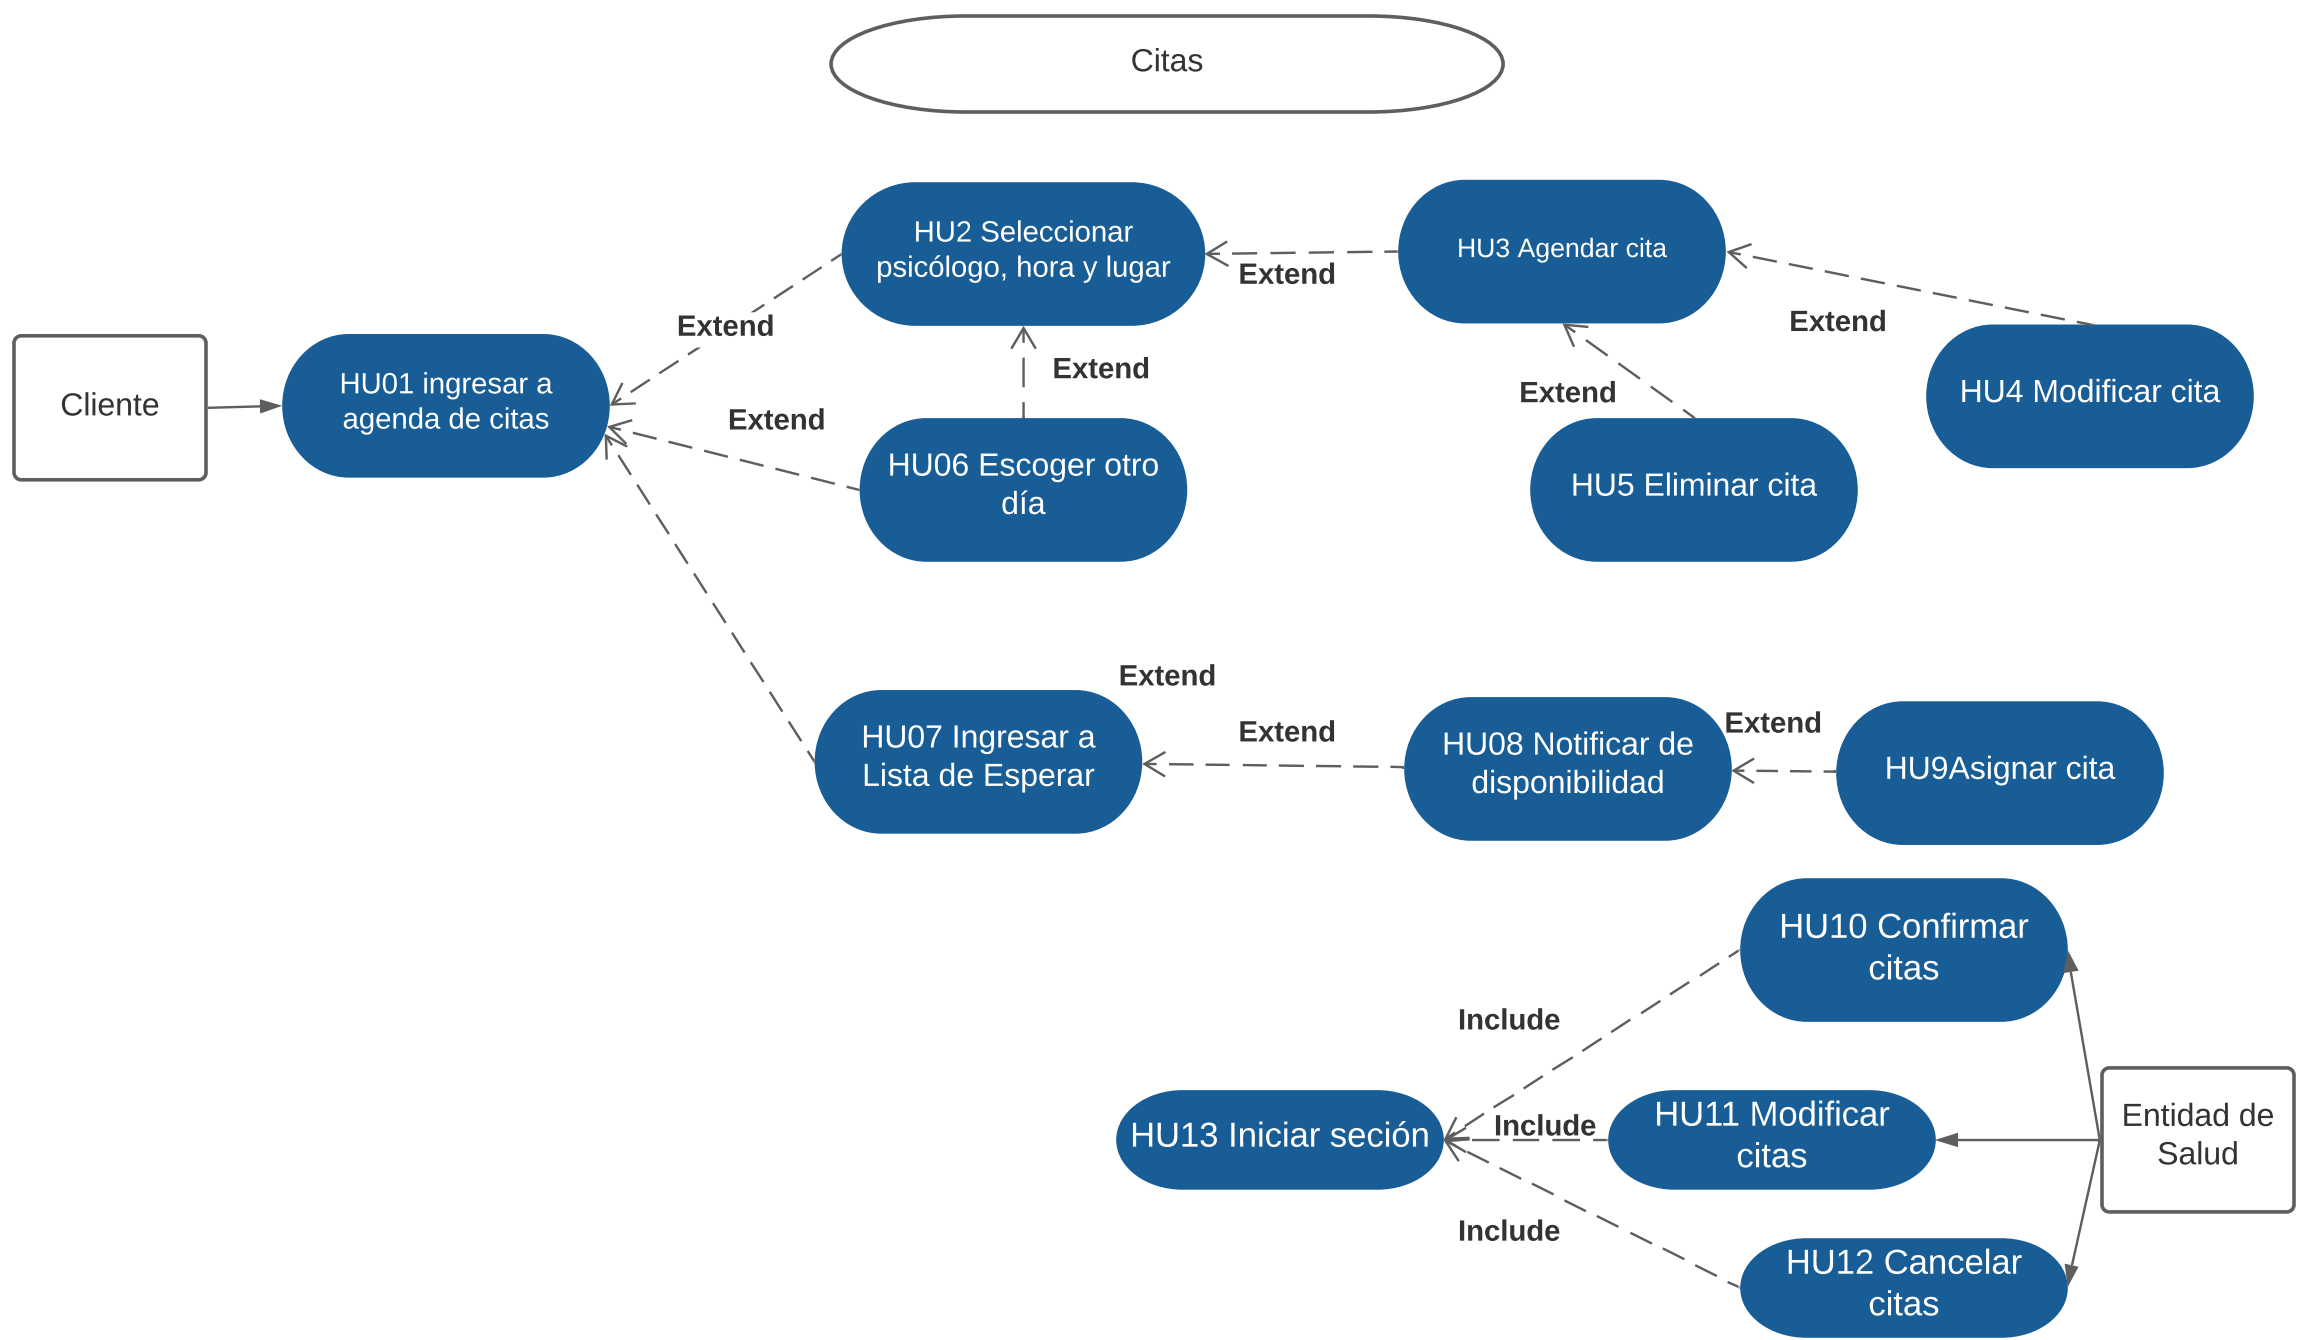 Citas
HU2 Seleccionar
psicólogo, hora y lugar
HU3 Agendar cita
Extend
Extend
Extend
Cliente
HU01 ingresar a
agenda de citas
Extend
HU4 Modificar cita
Extend
Extend
HU06 Escoger otro
día
HU5 Eliminar cita
Extend
HU07 Ingresar a
Lista de Esperar
Extend
HU08 Notificar de
disponibilidad
Extend
HU9Asignar cita
HU10 Confirmar
citas
Include
HU13 Iniciar seción
Include
HU11 Modificar
citas
Entidad de
Salud
Include
HU12 Cancelar
citas